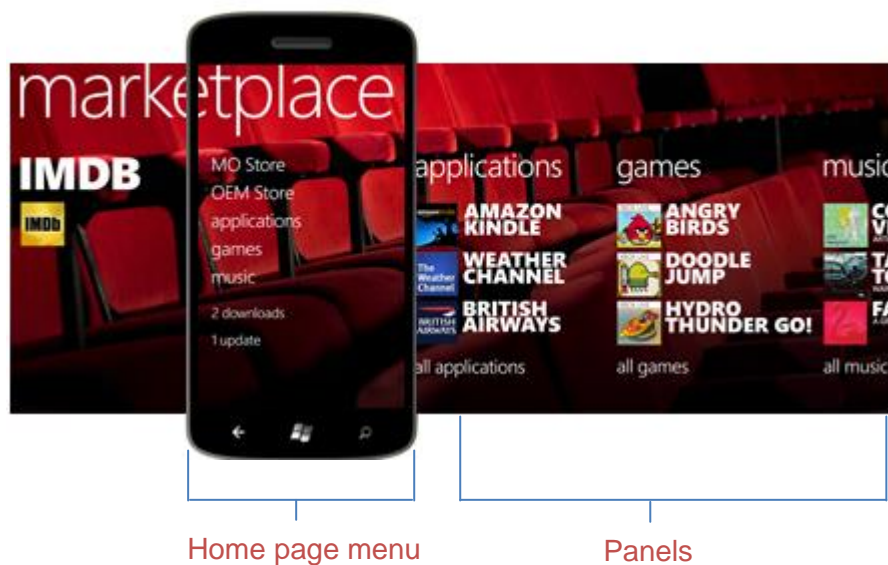 marketplace
IMDB
IMDb
MO Store
OEM Store
applications
games
music
2 downloads
1 update
applications
AMAZON
KINDLE
The
Weather
Channel
WEATHER
CHANNEL
BRITISH
AIRWAYS
BRITISH
AIRWAYS
all applications
games
ANGRY
BIRDS
DOODLE
JUMP
HYDRO
THUNDER GO!
all games
music
all music
Home page menu
Panels